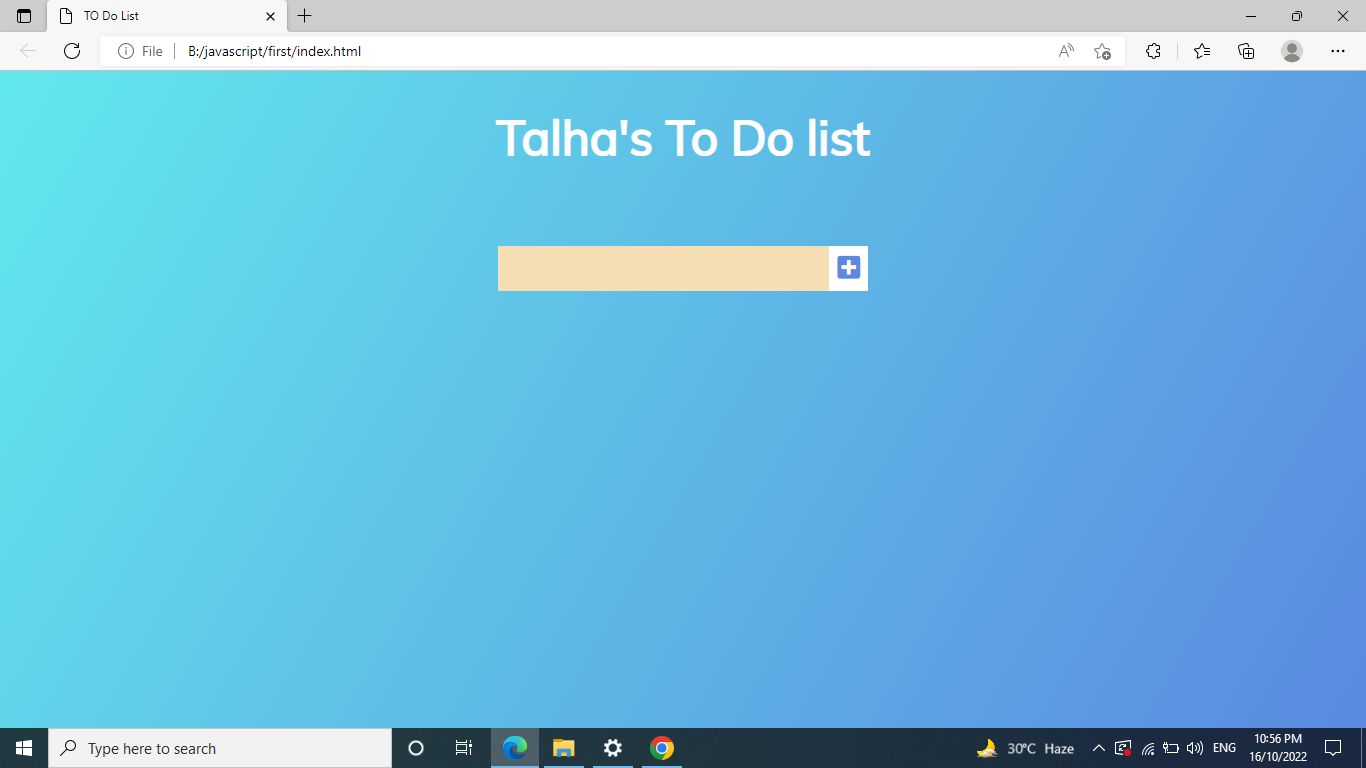 TO Do List
File
B:/javascript/first/index.html
Talha's To Do list
Type here to search
30°C Haze
ENG
10:56 PM
16/10/2022